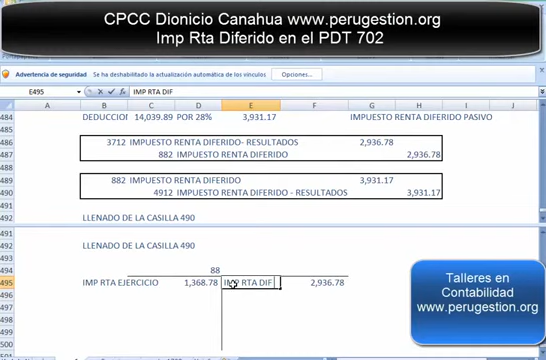 CPCC Dionicio Canahua www.perugestion.org
Imp Rta Diferido en el PDT 702
Advertencia de seguridad Se ha deshabilitado la actualización automática de los vínculos Opciones...
E495 IMP RTA DIF
A B C D E F G H I J
484 DEDUCCION 14,039.89 POR 28% 3,931.17 IMPUESTO RENTA DIFERIDO PASIVO
485
486 3712 IMPUESTO RENTA DIFERIDO- RESULTADOS 2,936.78
487 882 IMPUESTO RENTA DIFERIDO 2,936.78
488
489 882 IMPUESTO RENTA DIFERIDO 3,931.17
490 4912 IMPUESTO RENTA DIFERIDO - RESULTADOS 3,931.17
491
492 LLENADO DE LA CASILLA 490
491
492 LLENADO DE LA CASILLA 490
493
494 88
495 IMP RTA EJERCICIO 1,368.78 IMP RTA DIF 2,936.78
496
497
498
499
500
Talleres en
Contabilidad
www.perugestion.org